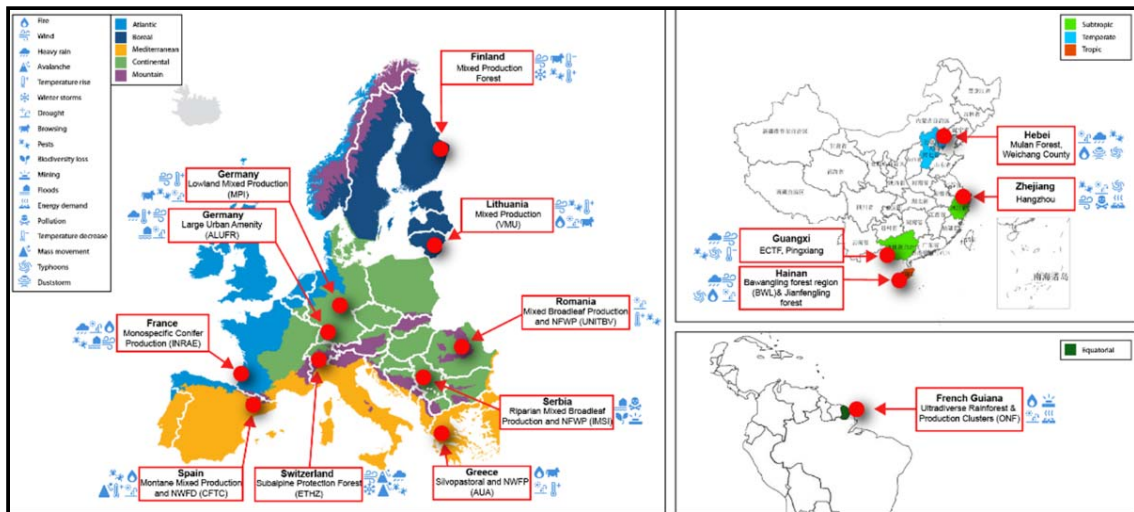 Fire
Wind
Heavy rain
Avalanche
Temperature rise
Winter storms
Drought
Browsing
Pests
Biodiversity loss
Mining
Floods
Energy demand
Pollution
Temperature decrease
Mass movement
Typhoons
Duststorm
Atlantic
Boreal
Mediterranean
Continental
Mountain
Finland
Mixed Production
Forest
Germany
Lowland Mixed Production
(MPI)
Germany
Large Urban Amenity
(ALUFR)
Lithuania
Mixed Production
(VMU)
France
Monospecific Conifer
Production (INRAE)
Romania
Mixed Broadleaf Production
and NFWP (UNITBV)
Serbia
Riparian Mixed Broadleaf
Production and NFWP (IMSI)
Spain
Montane Mixed Production
and NWFD (CFTC)
Switzerland
Subalpine Protection Forest
(ETHZ)
Greece
Silvopastoral and NWFP
(AUA)
Subtropic
Temporate
Tropic
Hebei
Mulan Forest,
Weichang County
Zhejiang
Hangzhou
Guangxi
ECTF, Pingxiang
Hainan
Bawangling forest region
(BWL)& Jianfengling
forest
南海诸岛
Equatorial
French Guiana
Ultradiverse Rainforest &
Production Clusters (ONF)